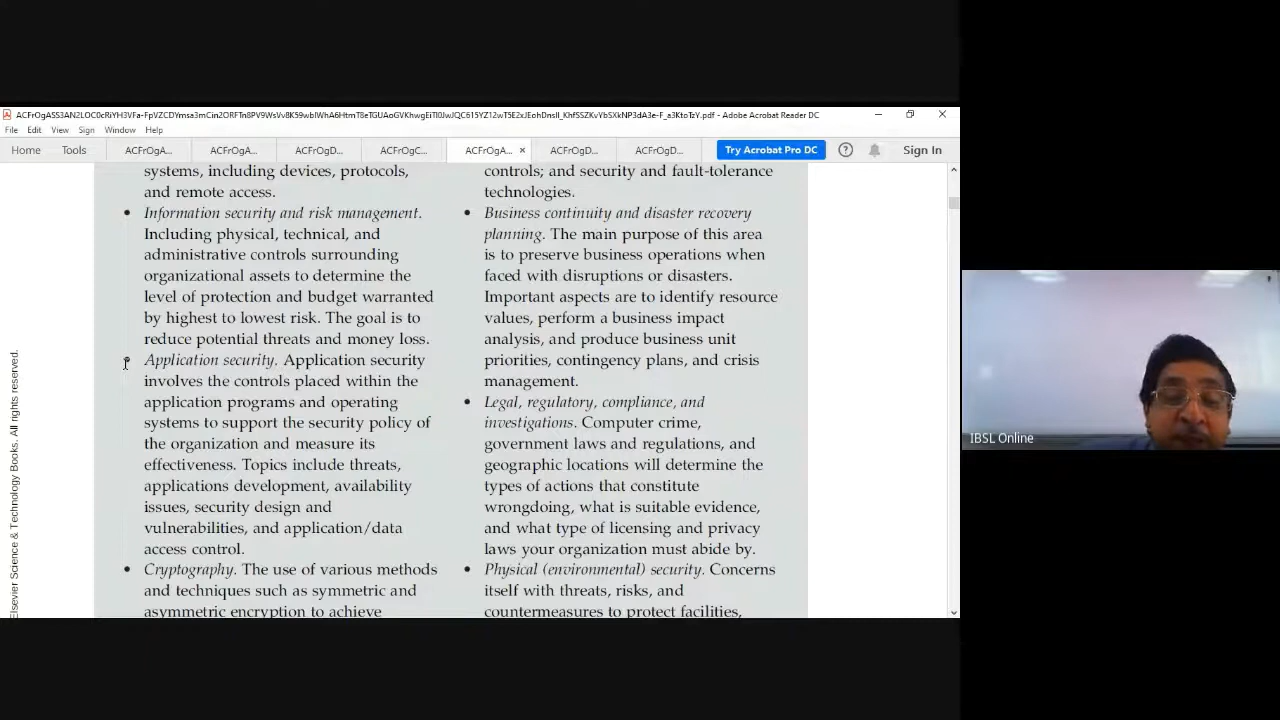 ACFrOgA...
ACFrOgA...
ACFrOgD...
ACFrOgC...
ACFrOgA...
ACFrOgD...
ACFrOgD...
- Adobe Acrobat Reader DC
File Edit View Sign Window Help
Home Tools
Try Acrobat Pro DC
Sign In
systems, including devices, protocols,
and remote access.
• Information security and risk management.
Including physical, technical, and
administrative controls surrounding
organizational assets to determine the
level of protection and budget warranted
by highest to lowest risk. The goal is to
reduce potential threats and money loss.
• Application security. Application security
involves the controls placed within the
application programs and operating
systems to support the security policy of
the organization and measure its
effectiveness. Topics include threats,
applications development, availability
issues, security design and
vulnerabilities, and application/data
access control.
• Cryptography. The use of various methods
and techniques such as symmetric and
asymmetric encryption to achieve
controls; and security and fault-tolerance
technologies.
• Business continuity and disaster recovery
planning. The main purpose of this area
is to preserve business operations when
faced with disruptions or disasters.
Important aspects are to identify resource
values, perform a business impact
analysis, and produce business unit
priorities, contingency plans, and crisis
management.
• Legal, regulatory, compliance, and
investigations. Computer crime,
government laws and regulations, and
geographic locations will determine the
types of actions that constitute
wrongdoing, what is suitable evidence,
and what type of licensing and privacy
laws your organization must abide by.
• Physical (environmental) security. Concerns
itself with threats, risks, and
countermeasures to protect facilities,
Elsevier Science & Technology Books. All rights reserved.
IBSL Online